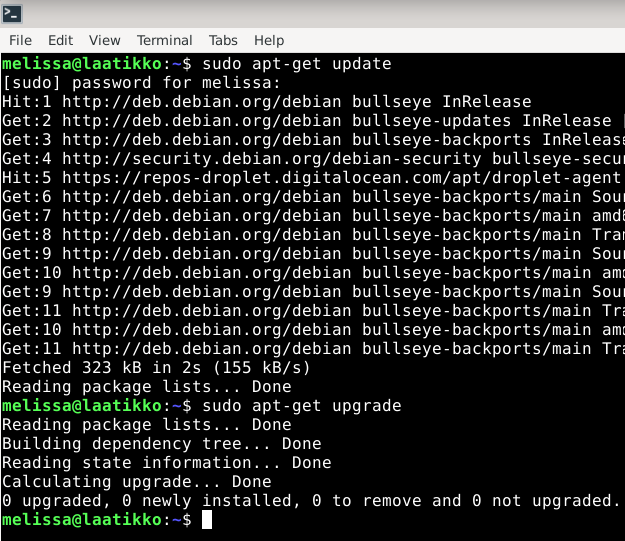 File Edit View Terminal Tabs Help
melissa@laatikko:~$ sudo apt-get update
[sudo] password for melissa:
Hit:1 http://deb.debian.org/debian bullseye InRelease
Get:2 http://deb.debian.org/debian bullseye-updates InRelease
Get:3 http://deb.debian.org/debian bullseye-backports InRelease
Get:4 http://security.debian.org/debian-security bullseye-secur
Hit:5 https://repos-droplet.digitalocean.com/apt/droplet-agent
Get:6 http://deb.debian.org/debian bullseye-backports/main Sour
Get:7 http://deb.debian.org/debian bullseye-backports/main amd6
Get:8 http://deb.debian.org/debian bullseye-backports/main Tran
Get:9 http://deb.debian.org/debian bullseye-backports/main Sour
Get:10 http://deb.debian.org/debian bullseye-backports/main amd
Get:9 http://deb.debian.org/debian bullseye-backports/main Sour
Get:11 http://deb.debian.org/debian bullseye-backports/main Tra
Get:10 http://deb.debian.org/debian bullseye-backports/main amd
Get:11 http://deb.debian.org/debian bullseye-backports/main Tra
Fetched 323 kB in 2s (155 kB/s)
Reading package lists... Done
melissa@laatikko:~$ sudo apt-get upgrade
Reading package lists... Done
Building dependency tree... Done
Reading state information... Done
Calculating upgrade... Done
0 upgraded, 0 newly installed, 0 to remove and 0 not upgraded.
melissa@laatikko:~$